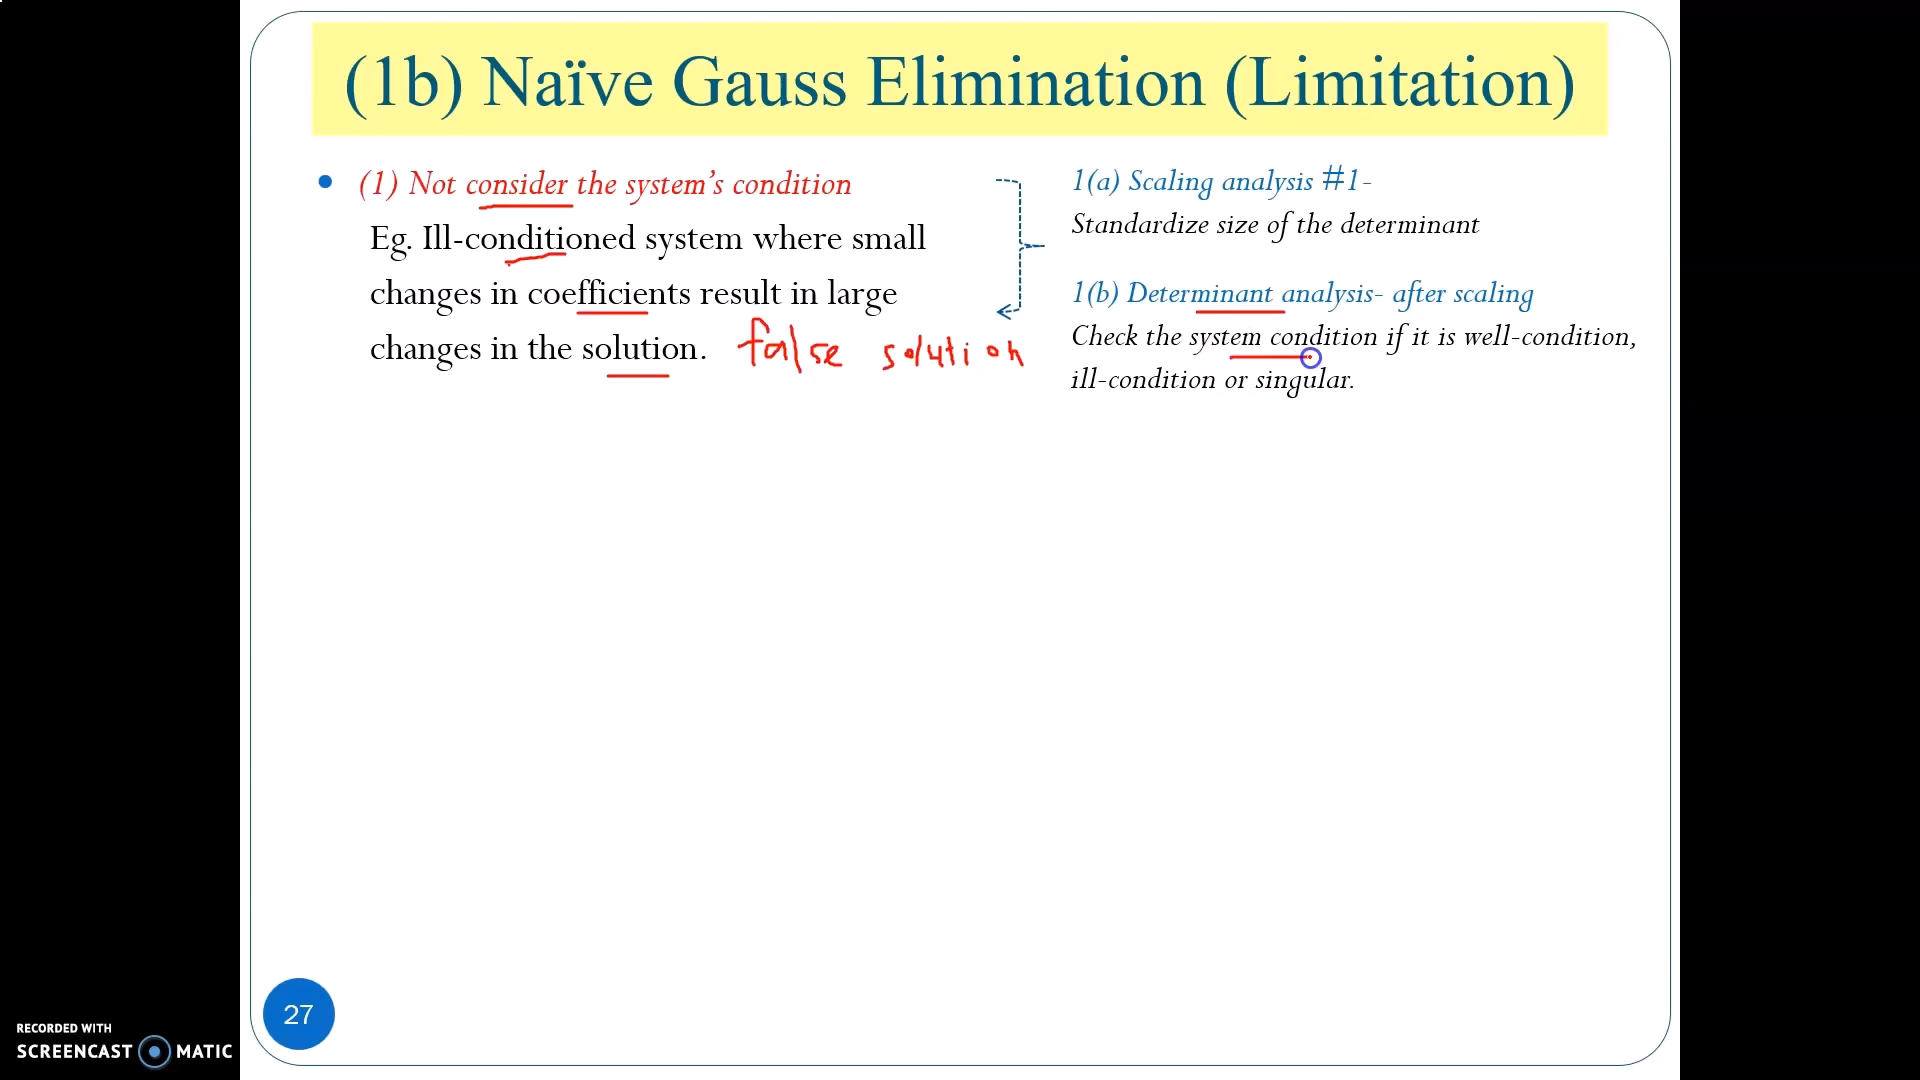 (1b) Naïve Gauss Elimination (Limitation)
(1) Not consider the system’s condition
Eg. Ill-conditioned system where small
changes in coefficients result in large
changes in the solution. false solution
1(a) Scaling analysis #1-
Standardize size of the determinant
1(b) Determinant analysis- after scaling
Check the system condition if it is well-condition,
ill-condition or singular.
27
RECORDED WITH
SCREENCAST MATIC